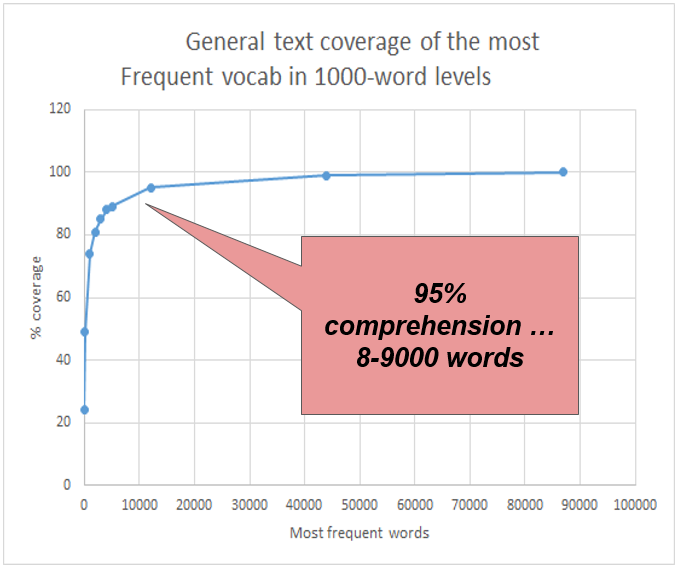 General text coverage of the most
Frequent vocab in 1000-word levels
120
100
80
60
40
20
0
% coverage
95%
comprehension …
8-9000 words
0 10000 20000 30000 40000 50000 60000 70000 80000 90000 100000
Most frequent words